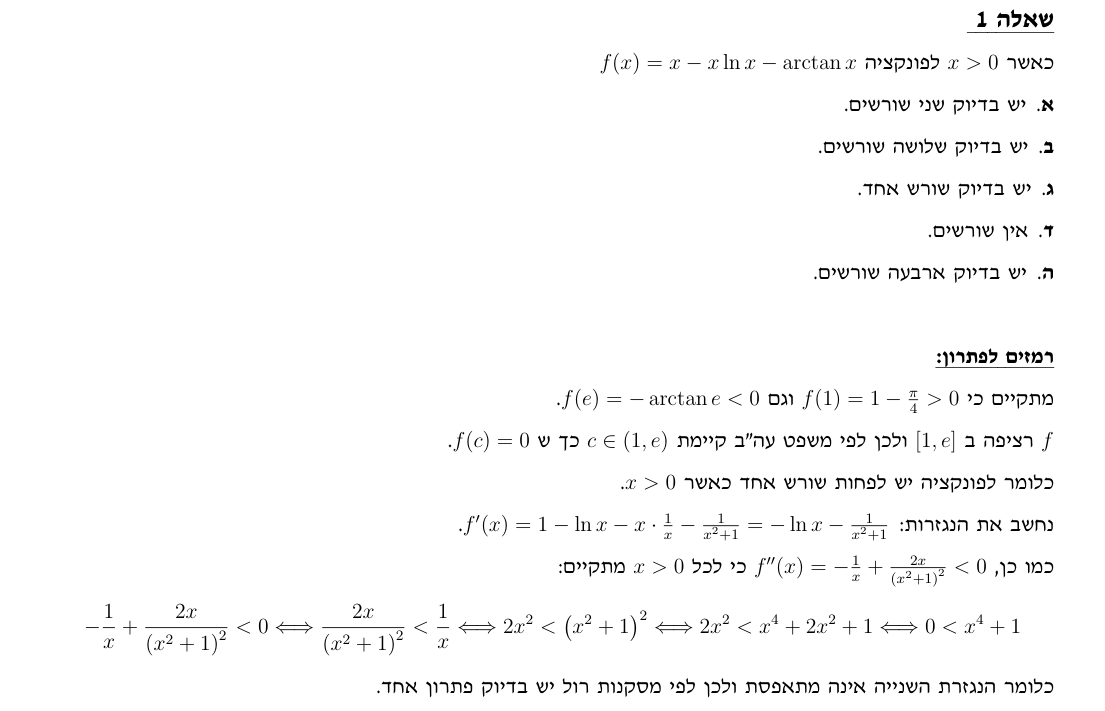 שאלה 1
כאשר x > 0 לפונקציה f(x) = x − x ln x − arctan x
א. יש בדיוק שני שורשים.
ב. יש בדיוק שלושה שורשים.
ג. יש בדיוק שורש אחד.
ד. אין שורשים.
ה. יש בדיוק ארבעה שורשים.
רמזים לפתרון:
מתקיים כי f(1) = 1 − π/4 > 0 וגם f(e) = − arctan e < 0.
f רציפה ב [1, e] ולכן לפי משפט עה"ב קיימת c ∈ (1, e) כך ש f(c) = 0.
כלומר לפונקציה יש לפחות שורש אחד כאשר x > 0.
נחשב את הנגזרות: f′(x) = 1 − ln x − x · 1/x − 1/(x²+1) = − ln x − 1/(x²+1).
כמו כן, f″(x) = −1/x + 2x/(x²+1)² < 0 כי לכל x > 0 מתקיים:
−1/x + 2x/(x² + 1)² < 0 ⟺ 2x/(x² + 1)² < 1/x ⟺ 2x² < (x² + 1)² ⟺ 2x² < x⁴ + 2x² + 1 ⟺ 0 < x⁴ + 1
כלומר הנגזרת השנייה אינה מתאפסת ולכן לפי מסקנות רול יש בדיוק פתרון אחד.